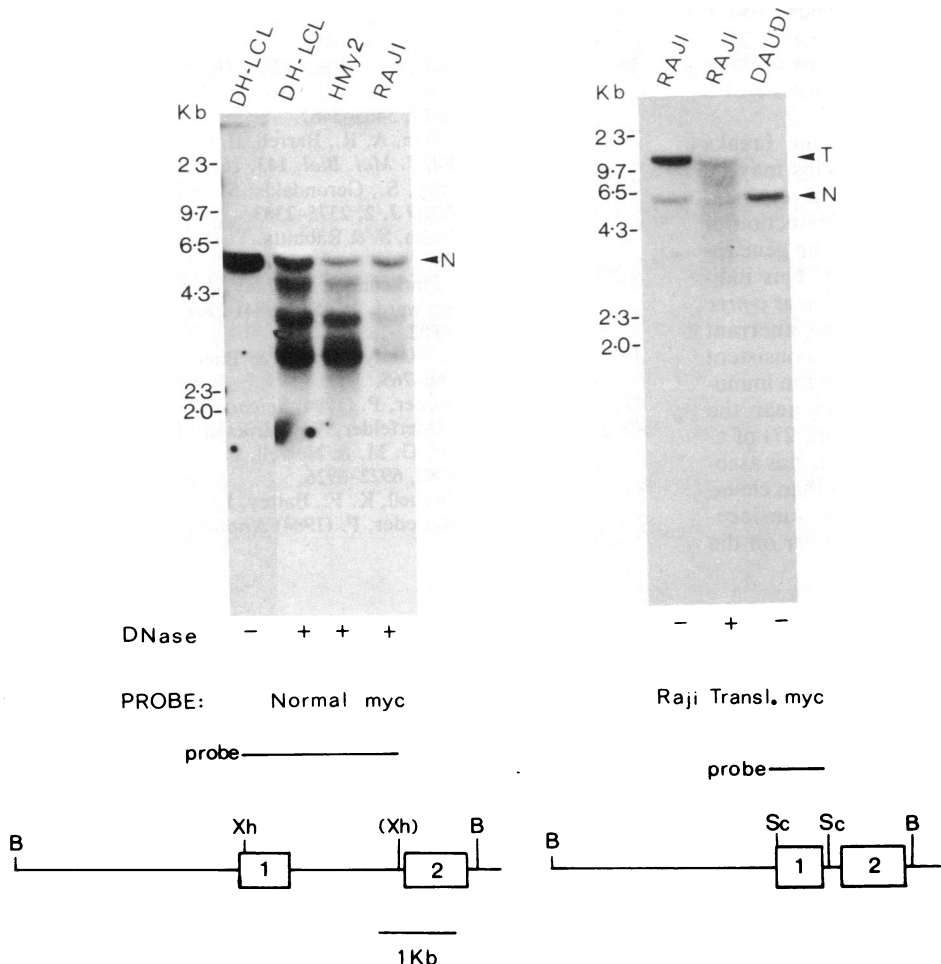 DH-LCL DH-LCL HMy2 RAJI
Kb
23-
9·7-
6·5-
4·3-
2·3-
2·0-
N
DNase - + + +
PROBE: Normal myc
probe
B Xh (Xh) B
1 2
1Kb
RAJI RAJI DAUDI
Kb
23-
9·7-
6·5-
4·3-
2·3-
2·0-
T
N
- + -
Raji Transl. myc
probe
B Sc Sc B
1 2